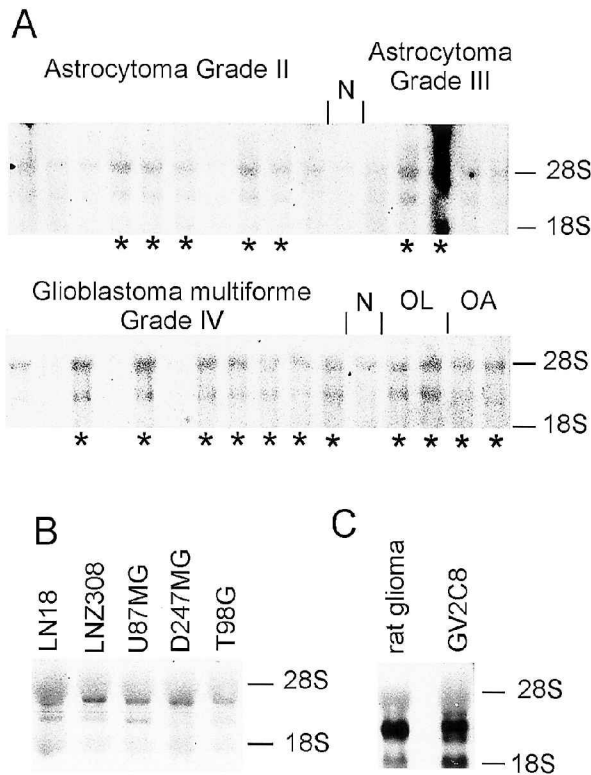 A
Astrocytoma Grade II
N
Astrocytoma
Grade III
28S
18S
* * * * * * *
Glioblastoma multiforme
Grade IV
N
OL
OA
28S
18S
* * * * * * * * * * *
B
LN18
LNZ308
U87MG
D247MG
T98G
28S
18S
C
rat glioma
GV2C8
28S
18S